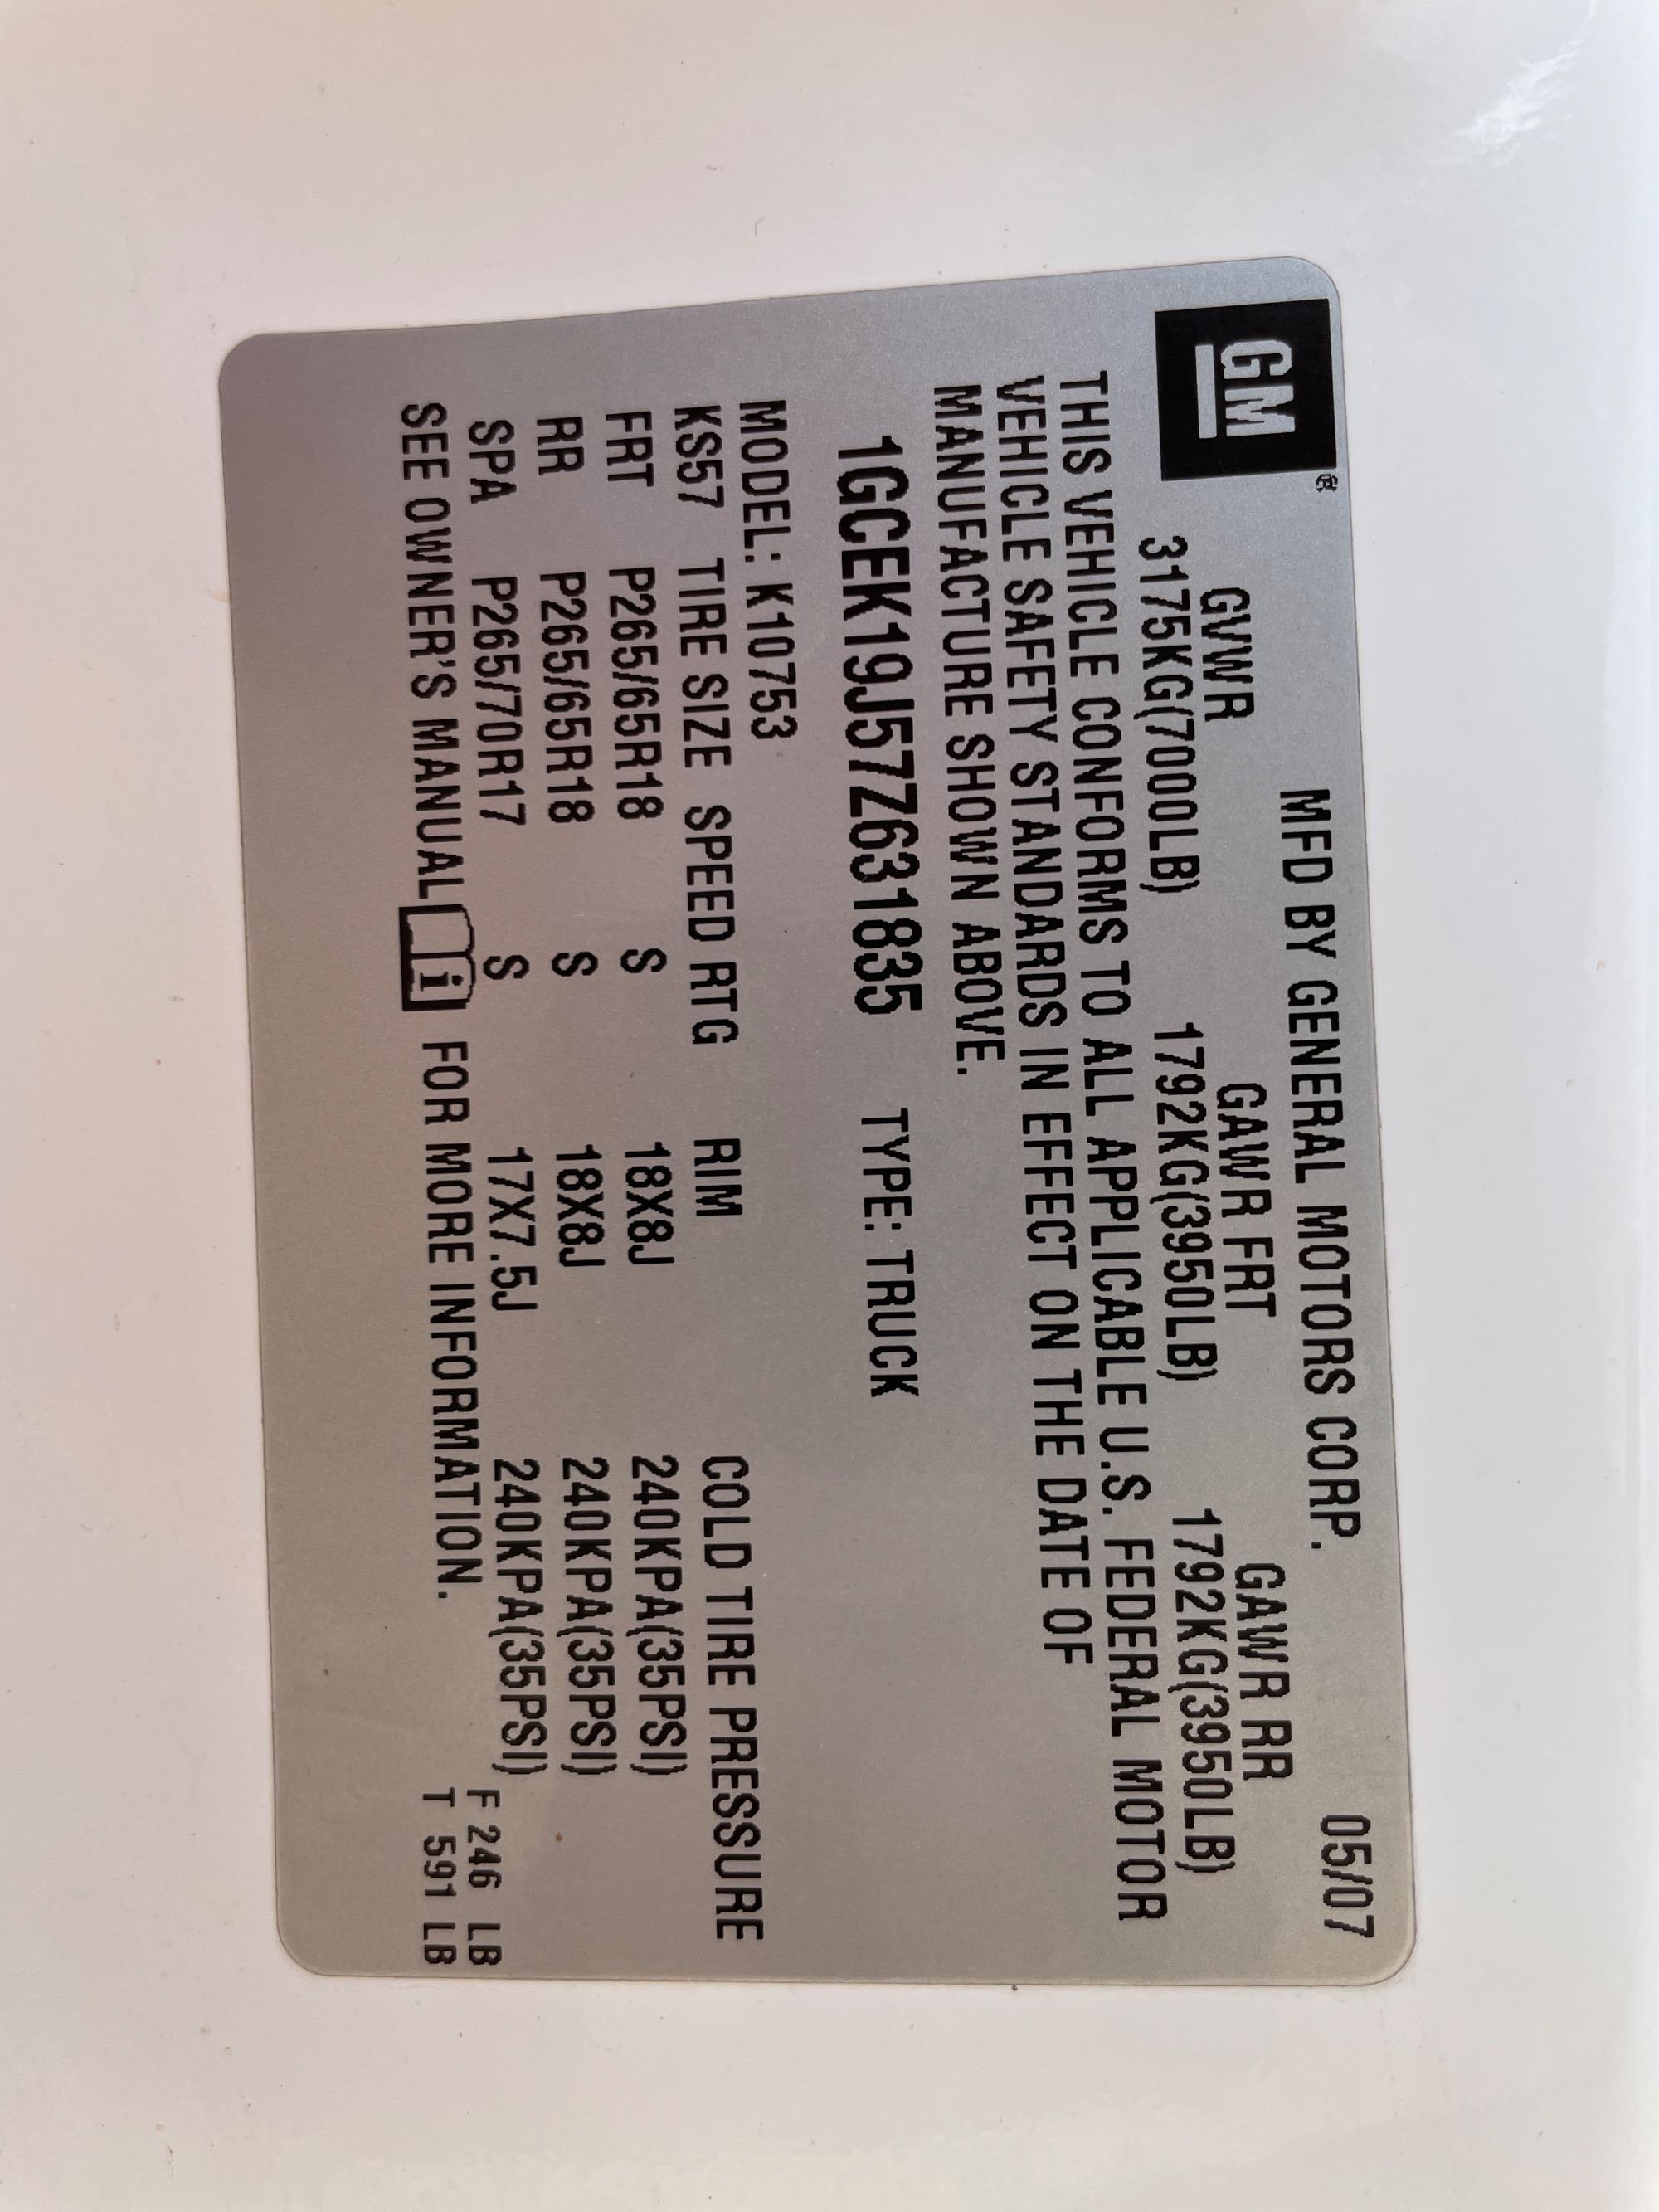 GM®
MFD BY GENERAL MOTORS CORP. 05/07
GVWR GAWR FRT GAWR RR
3175KG(7000LB) 1792KG(3950LB) 1792KG(3950LB)
THIS VEHICLE CONFORMS TO ALL APPLICABLE U.S. FEDERAL MOTOR
VEHICLE SAFETY STANDARDS IN EFFECT ON THE DATE OF
MANUFACTURE SHOWN ABOVE.
1GCEK19J57Z631835 TYPE: TRUCK
MODEL: K10753
KS57 TIRE SIZE SPEED RTG RIM COLD TIRE PRESSURE
FRT P265/65R18 S 18X8J 240KPA(35PSI)
RR P265/65R18 S 18X8J 240KPA(35PSI)
SPA P265/70R17 S 17X7.5J 240KPA(35PSI)
SEE OWNER'S MANUAL i FOR MORE INFORMATION.
F 246 LB
T 591 LB